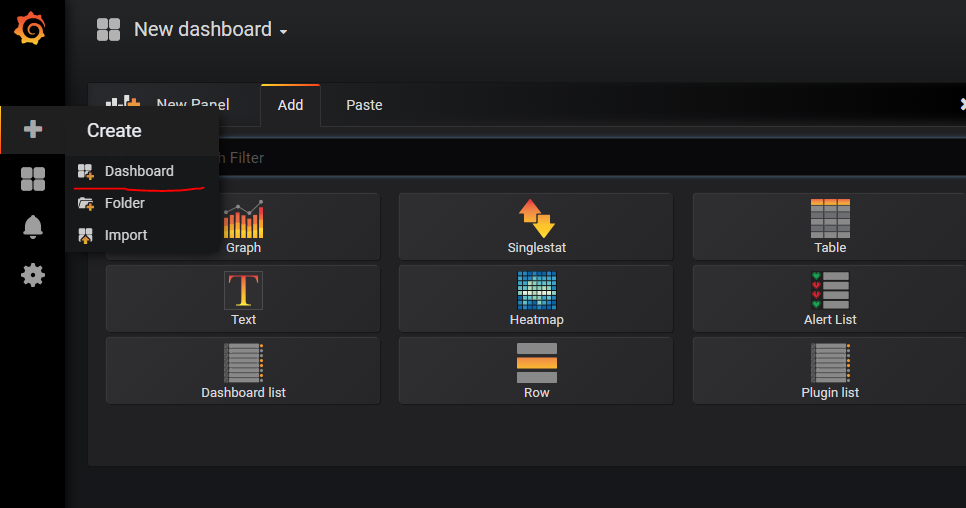 New dashboard
New Panel
Add
Paste
Create
Dashboard
Folder
Import
Filter
Graph
Singlestat
Table
Text
Heatmap
Alert List
Dashboard list
Row
Plugin list